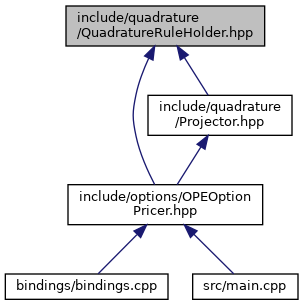 include/quadrature
/QuadratureRuleHolder.hpp
include/quadrature
/Projector.hpp
include/options/OPEOption
Pricer.hpp
bindings/bindings.cpp
src/main.cpp